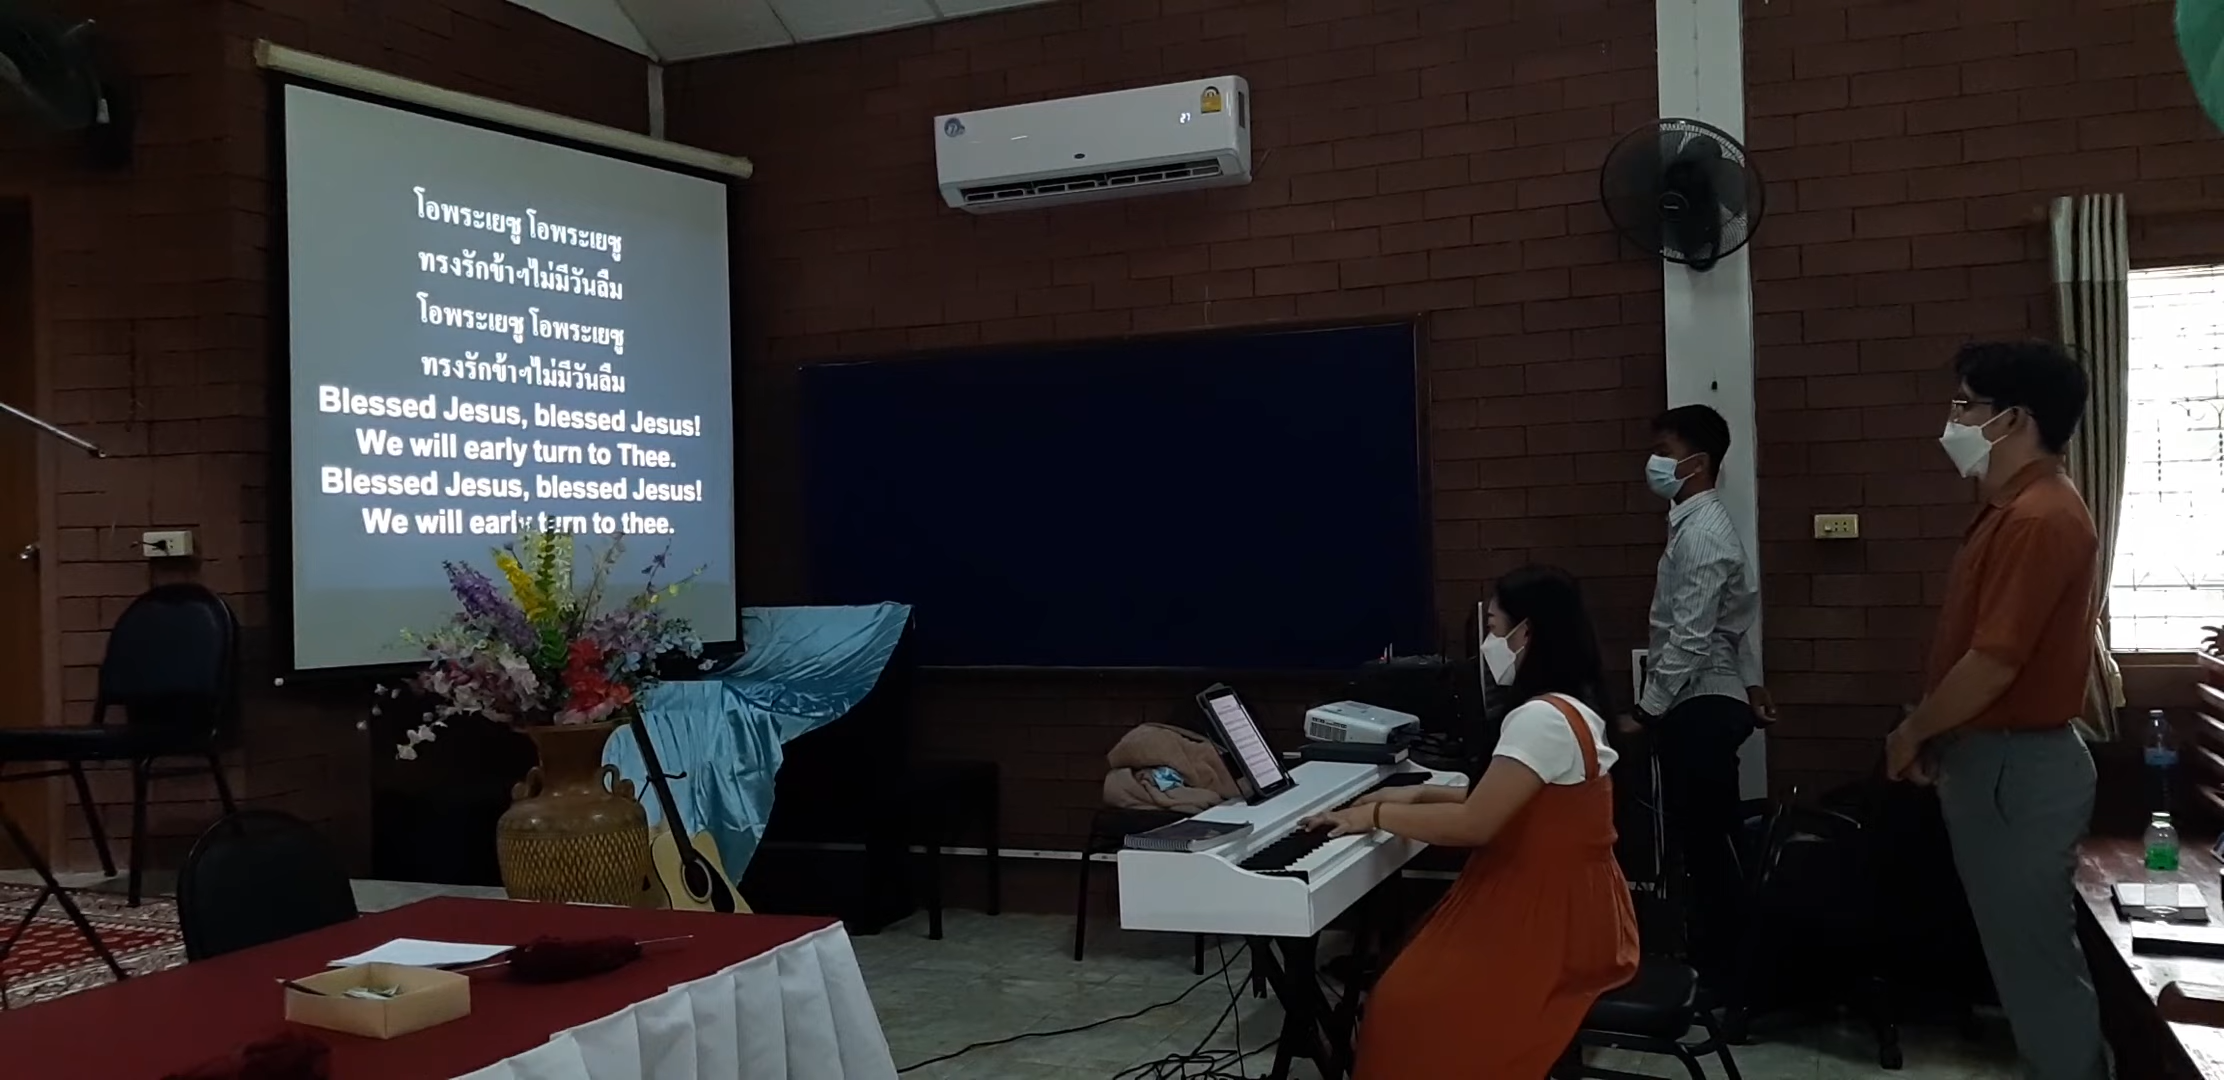 โอพระเยซู โอพระเยซู
ทรงรักข้าฯไม่มีวันลืม
โอพระเยซู โอพระเยซู
ทรงรักข้าฯไม่มีวันลืม
Blessed Jesus, blessed Jesus!
We will early turn to Thee.
Blessed Jesus, blessed Jesus!
We will early turn to thee.
27